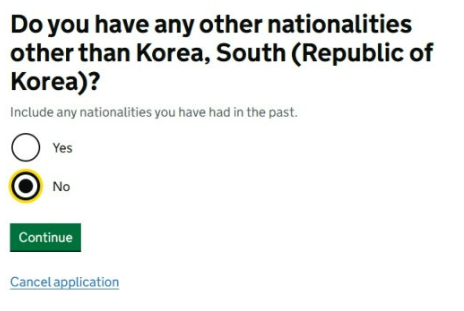 Do you have any other nationalities
other than Korea, South (Republic of
Korea)?
Include any nationalities you have had in the past.
Yes
No
Continue
Cancel application